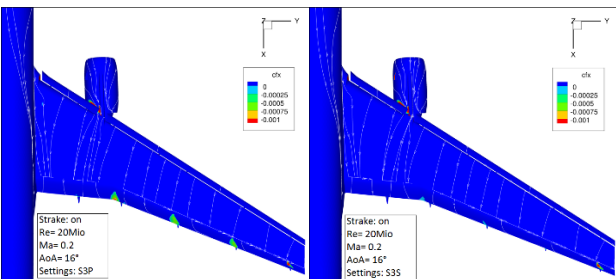 Z Y
X
cfx
0
-0.00025
-0.0005
-0.00075
-0.001
Strake: on
Re= 20Mio
Ma= 0.2
AoA= 16°
Settings: S3P
Z Y
X
cfx
0
-0.00025
-0.0005
-0.00075
-0.001
Strake: on
Re= 20Mio
Ma= 0.2
AoA= 16°
Settings: S3S